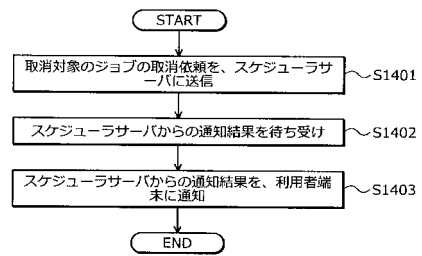 START
取消対象のジョブの取消依頼を、スケジューラサ
ーバに送信
S1401
スケジューラサーバからの通知結果を待ち受け
S1402
スケジューラサーバからの通知結果を、利用者端
末に通知
S1403
END